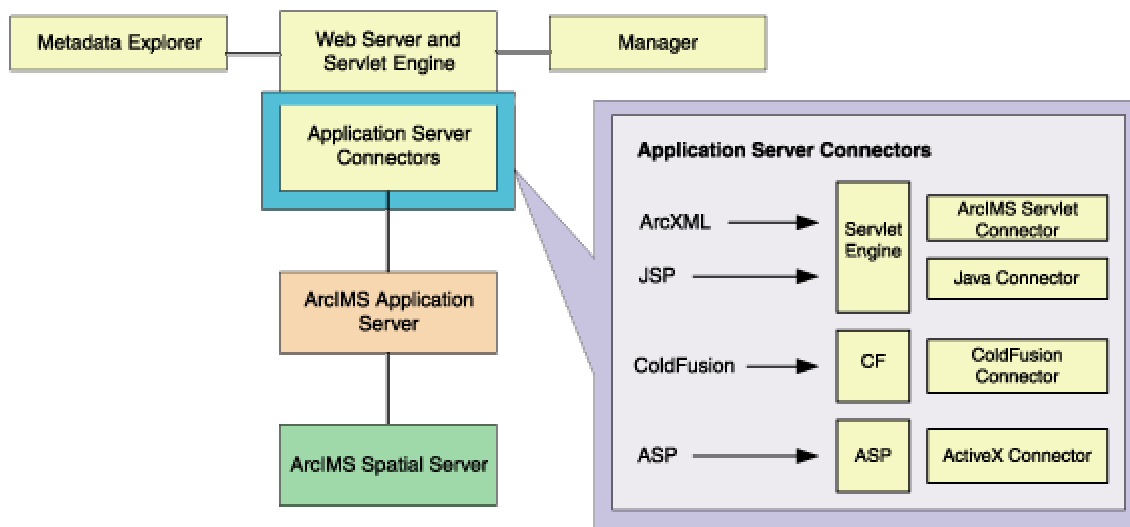 Metadata Explorer
Web Server and
Servlet Engine
Manager
Application Server
Connectors
ArcIMS Application
Server
ArcIMS Spatial Server
Application Server Connectors
ArcXML
JSP
Servlet
Engine
ArcIMS Servlet
Connector
Java Connector
ColdFusion
CF
ColdFusion
Connector
ASP
ASP
ActiveX Connector